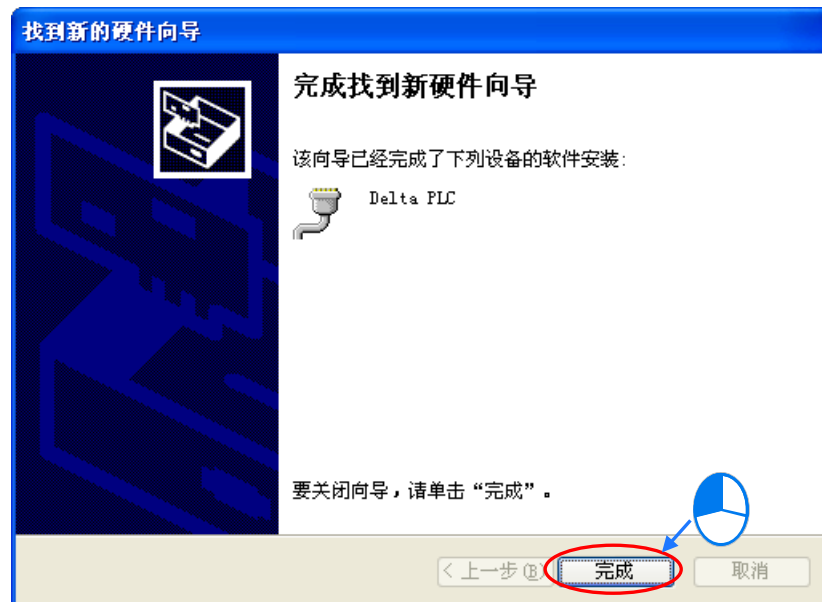 找到新的硬件向导
完成找到新硬件向导
该向导已经完成了下列设备的软件安装:
Delta PLC
要关闭向导，请单击“完成”。
< 上一步(B) 完成 取消